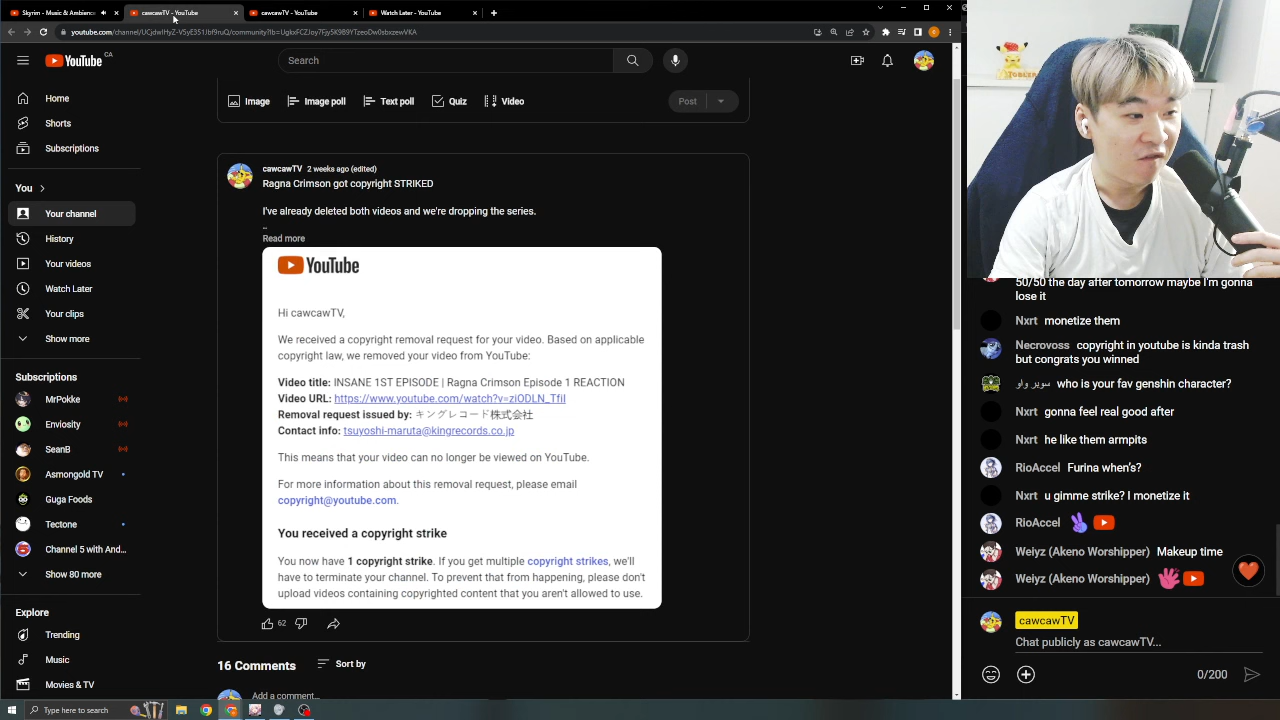 Skyrim - Music & Ambience
cawcawTV - YouTube
cawcawTV - YouTube
Watch Later - YouTube
YouTube CA
Search
Home
Shorts
Subscriptions
You
Your channel
History
Your videos
Watch Later
Your clips
Show more
Subscriptions
MrPokke
Enviosity
SeanB
Asmongold TV
Guga Foods
Tectone
Channel 5 with And...
Show 80 more
Explore
Trending
Music
Movies & TV
Image
Image poll
Text poll
Quiz
Video
Post
cawcawTV 2 weeks ago (edited)
Ragna Crimson got copyright STRIKED
I've already deleted both videos and we're dropping the series.
..
Read more
YouTube
Hi cawcawTV,
We received a copyright removal request for your video. Based on applicable
copyright law, we removed your video from YouTube:
Video title: INSANE 1ST EPISODE | Ragna Crimson Episode 1 REACTION
Video URL: https://www.youtube.com/watch?v=ziODLN_TfiI
Removal request issued by: キングレコード株式会社
Contact info: tsuyoshi-maruta@kingrecords.co.jp
This means that your video can no longer be viewed on YouTube.
For more information about this removal request, please email
copyright@youtube.com.
You received a copyright strike
You now have 1 copyright strike. If you get multiple copyright strikes, we'll
have to terminate your channel. To prevent that from happening, please don't
upload videos containing copyrighted content that you aren't allowed to use.
62
16 Comments
Sort by
Add a comment...
50/50 the day after tomorrow maybe I'm gonna
lose it
Nxrt monetize them
Necrovoss copyright in youtube is kinda trash
but congrats you winned
سوبر واو who is your fav genshin character?
Nxrt gonna feel real good after
Nxrt he like them armpits
RioAccel Furina when's?
Nxrt u gimme strike? I monetize it
RioAccel
Weiyz (Akeno Worshipper) Makeup time
Weiyz (Akeno Worshipper)
cawcawTV
Chat publicly as cawcawTV...
0/200
Type here to search